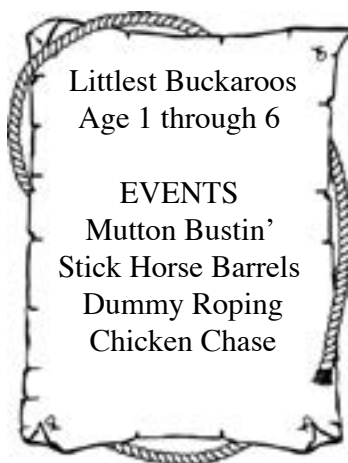 Littlest Buckaroos
Age 1 through 6
EVENTS
Mutton Bustin’
Stick Horse Barrels
Dummy Roping
Chicken Chase